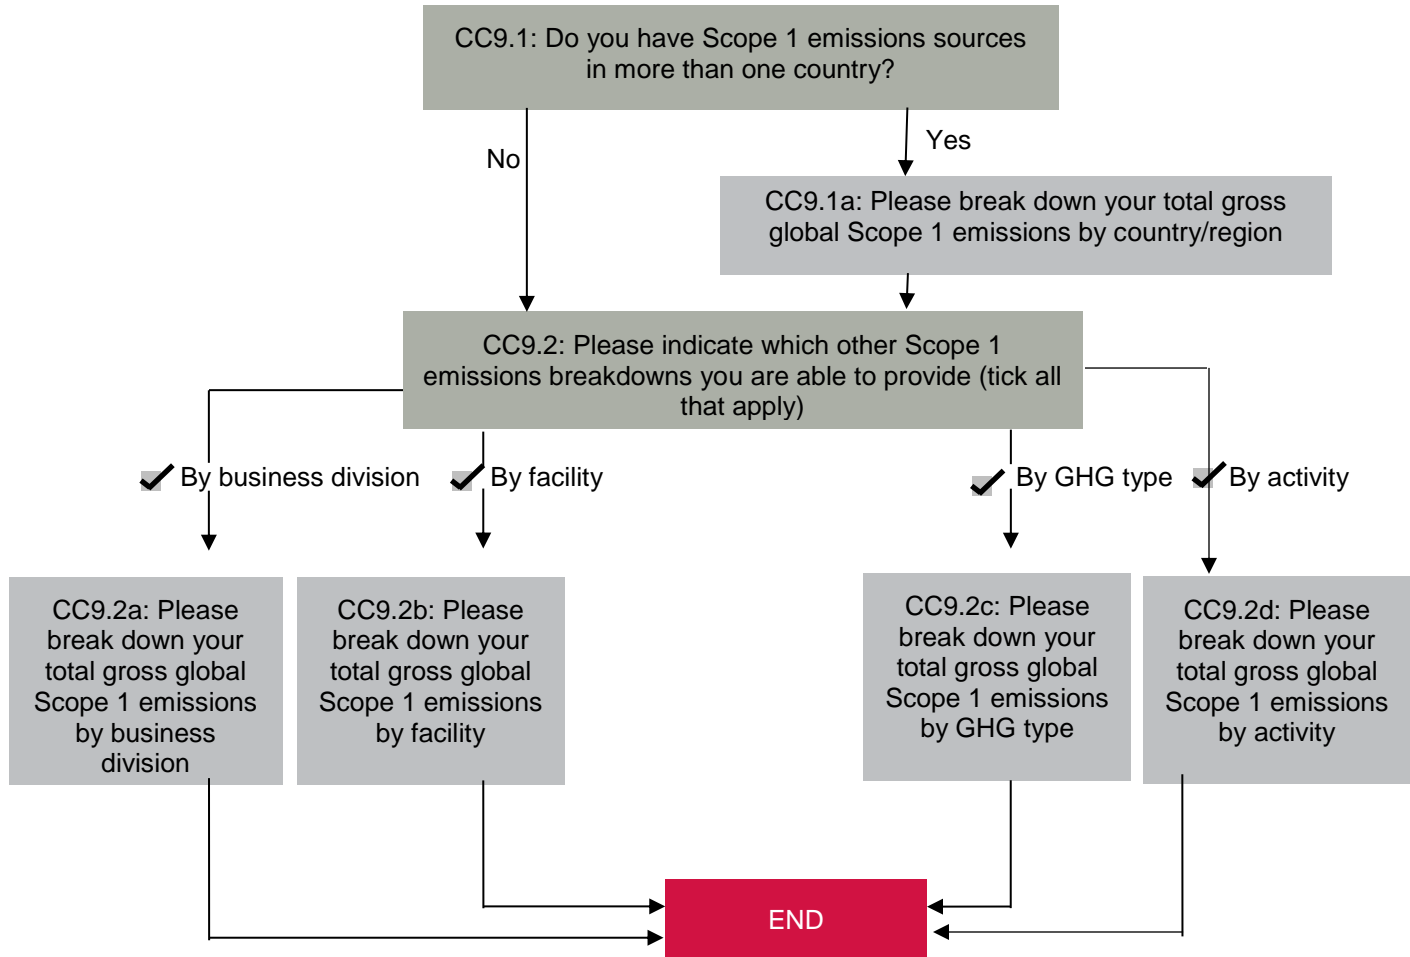 CC9.1: Do you have Scope 1 emissions sources
in more than one country?
No
Yes
CC9.1a: Please break down your total gross
global Scope 1 emissions by country/region
CC9.2: Please indicate which other Scope 1
emissions breakdowns you are able to provide (tick all
that apply)
By business division
By facility
By GHG type
By activity
CC9.2a: Please
break down your
total gross global
Scope 1 emissions
by business
division
CC9.2b: Please
break down your
total gross global
Scope 1 emissions
by facility
CC9.2c: Please
break down your
total gross global
Scope 1 emissions
by GHG type
CC9.2d: Please
break down your
total gross global
Scope 1 emissions
by activity
END